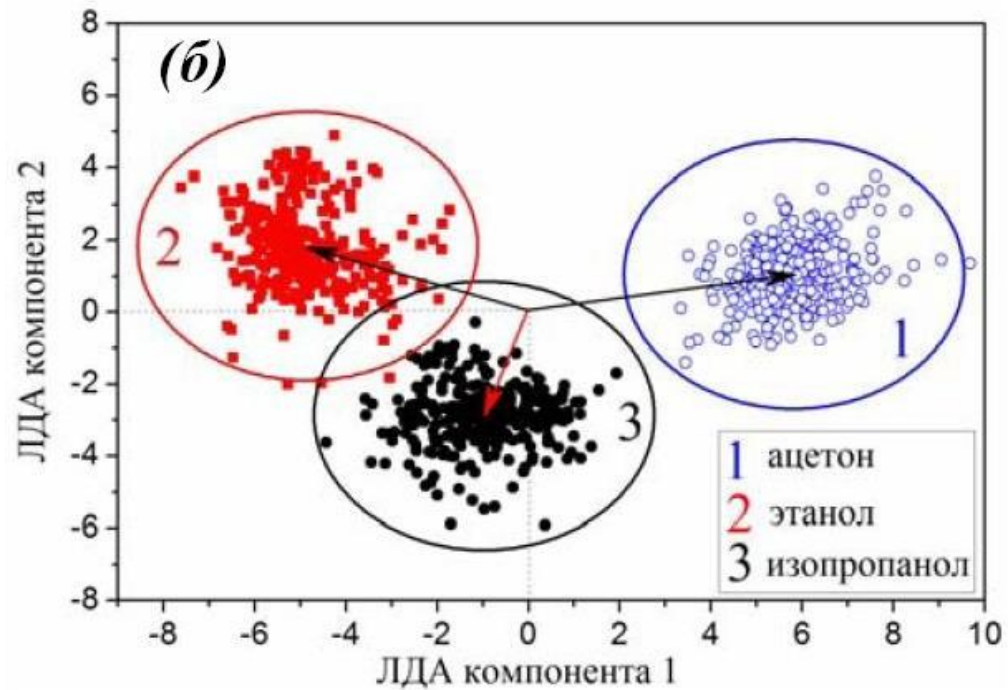 (б)
8
6
4
2
0
-2
-4
-6
-8
ЛДА компонента 2
2
1
3
1 ацетон
2 этанол
3 изопропанол
-8 -6 -4 -2 0 2 4 6 8 10
ЛДА компонента 1